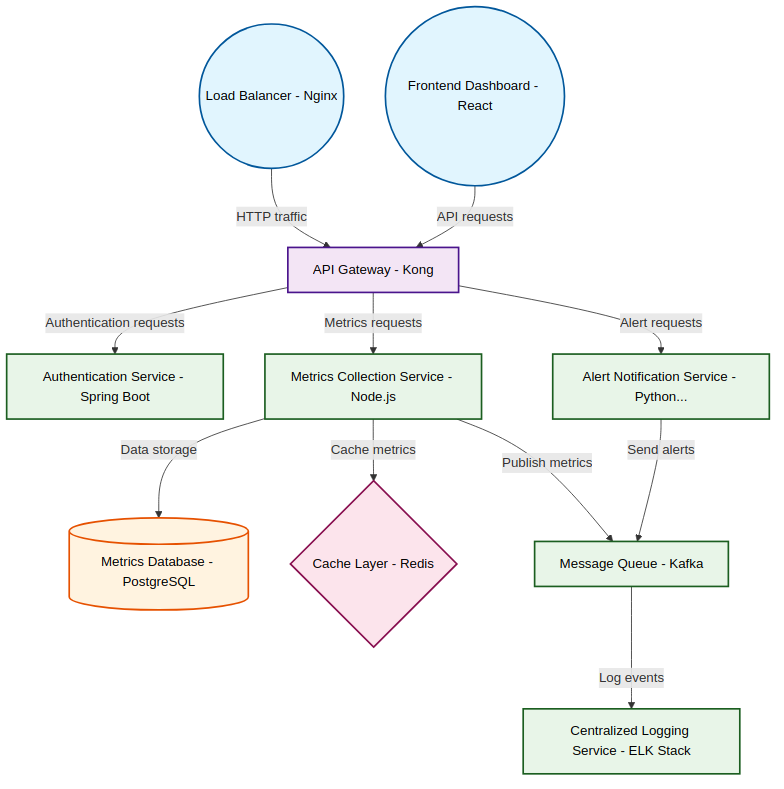 Load Balancer - Nginx
Frontend Dashboard -
React
HTTP traffic
API requests
API Gateway - Kong
Authentication requests
Metrics requests
Alert requests
Authentication Service -
Spring Boot
Metrics Collection Service -
Node.js
Alert Notification Service -
Python...
Data storage
Cache metrics
Publish metrics
Send alerts
Metrics Database -
PostgreSQL
Cache Layer - Redis
Message Queue - Kafka
Log events
Centralized Logging
Service - ELK Stack